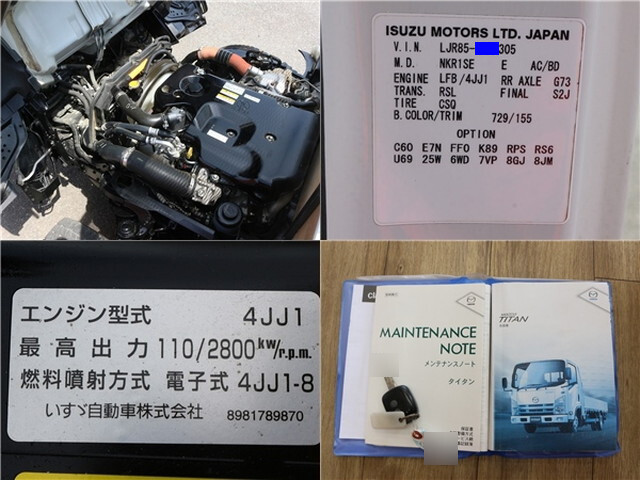 ISUZU MOTORS LTD. JAPAN
V.I.N. LJR85-305
M.D. NKR1SE E AC/BD
ENGINE LFB/4JJ1 RR AXLE G73
TRANS. RSL FINAL S2J
TIRE CSQ
B.COLOR/TRIM 729/155
OPTION
C60 E7N FF0 K89 RPS RS6
U69 25W 6WD 7VP 8GJ 8JM
エンジン型式 4JJ1
最高出力 110/2800kw/r.p.m.
燃料噴射方式 電子式 4JJ1-8
いすゞ自動車株式会社 8981789870
MAINTENANCE
NOTE
メンテナンスノート
タイタン
TITAN